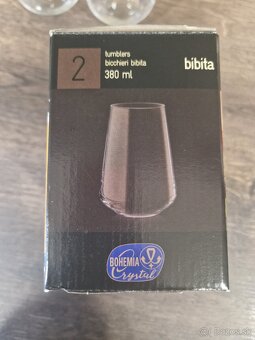 2
tumblers
bicchieri bibita
380 ml
bibita
BOHEMIA
Crystal